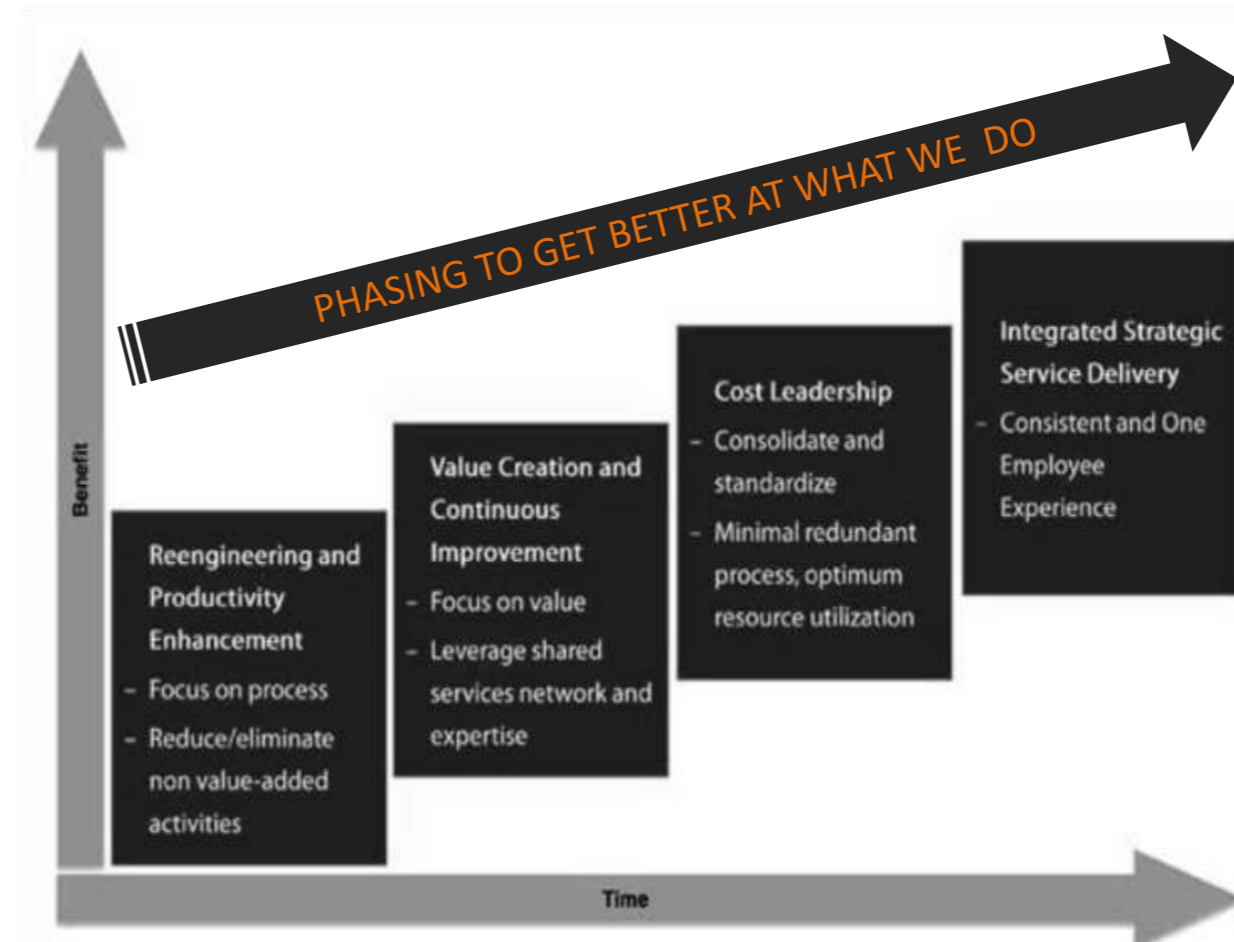 PHASING TO GET BETTER AT WHAT WE DO
Benefit
Reengineering and
Productivity
Enhancement
– Focus on process
– Reduce/eliminate
non value-added
activities
Value Creation and
Continuous
Improvement
– Focus on value
– Leverage shared
services network and
expertise
Cost Leadership
– Consolidate and
standardize
– Minimal redundant
process, optimum
resource utilization
Integrated Strategic
Service Delivery
– Consistent and One
Employee
Experience
Time